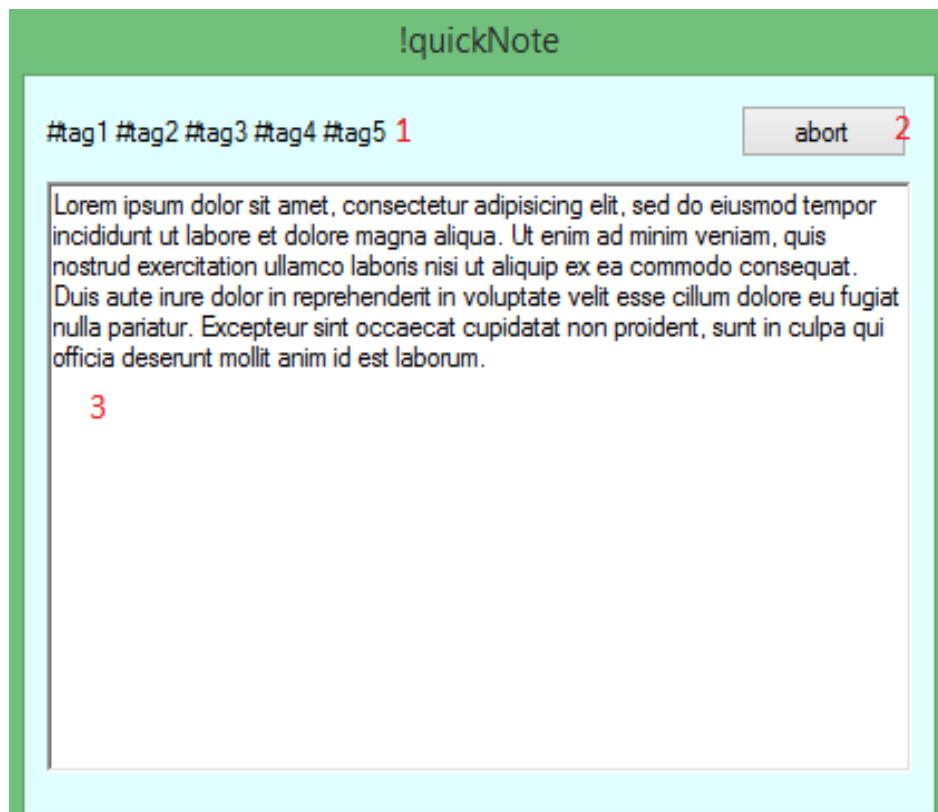 !quickNote
#tag1 #tag2 #tag3 #tag4 #tag5 1
abort 2
Lorem ipsum dolor sit amet, consectetur adipisicing elit, sed do eiusmod tempor
incididunt ut labore et dolore magna aliqua. Ut enim ad minim veniam, quis
nostrud exercitation ullamco laboris nisi ut aliquip ex ea commodo consequat.
Duis aute irure dolor in reprehenderit in voluptate velit esse cillum dolore eu fugiat
nulla pariatur. Excepteur sint occaecat cupidatat non proident, sunt in culpa qui
officia deserunt mollit anim id est laborum.
3